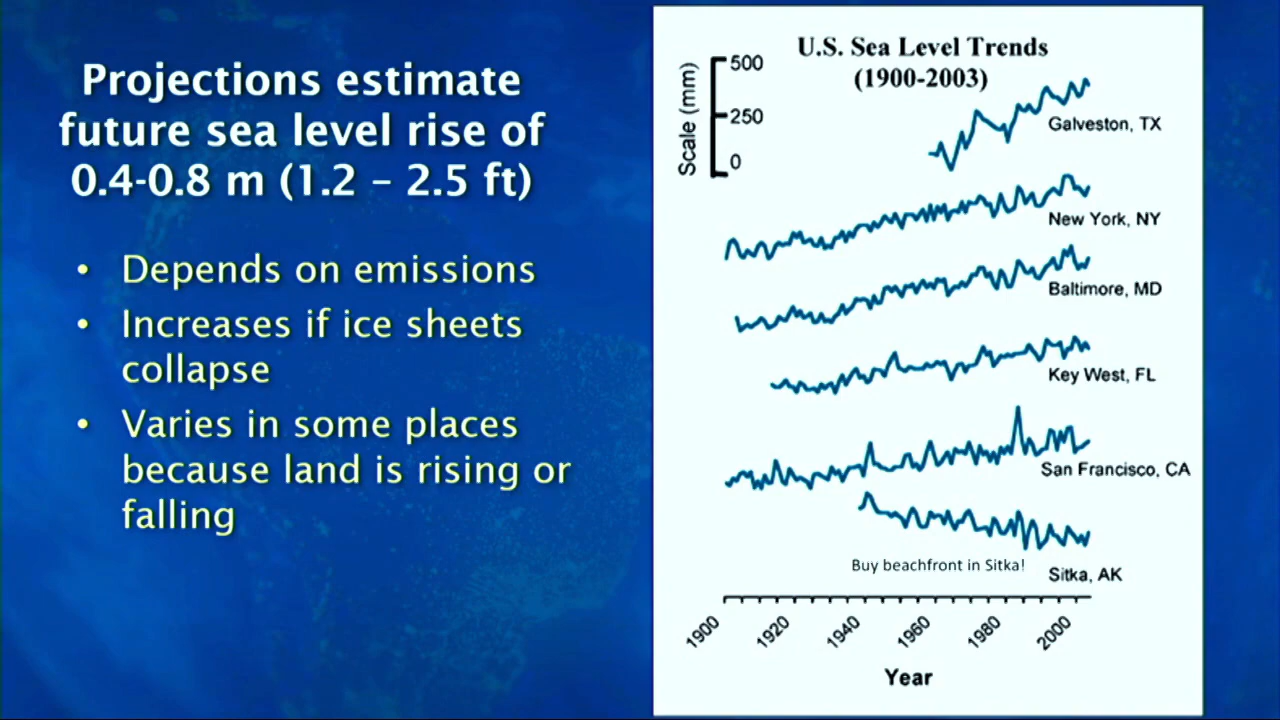 Projections estimate
future sea level rise of
0.4-0.8 m (1.2 – 2.5 ft)
• Depends on emissions
• Increases if ice sheets
collapse
• Varies in some places
because land is rising or
falling
U.S. Sea Level Trends
(1900-2003)
Scale (mm)
500
250
0
Galveston, TX
New York, NY
Baltimore, MD
Key West, FL
San Francisco, CA
Buy beachfront in Sitka!
Sitka, AK
1900 1920 1940 1960 1980 2000
Year